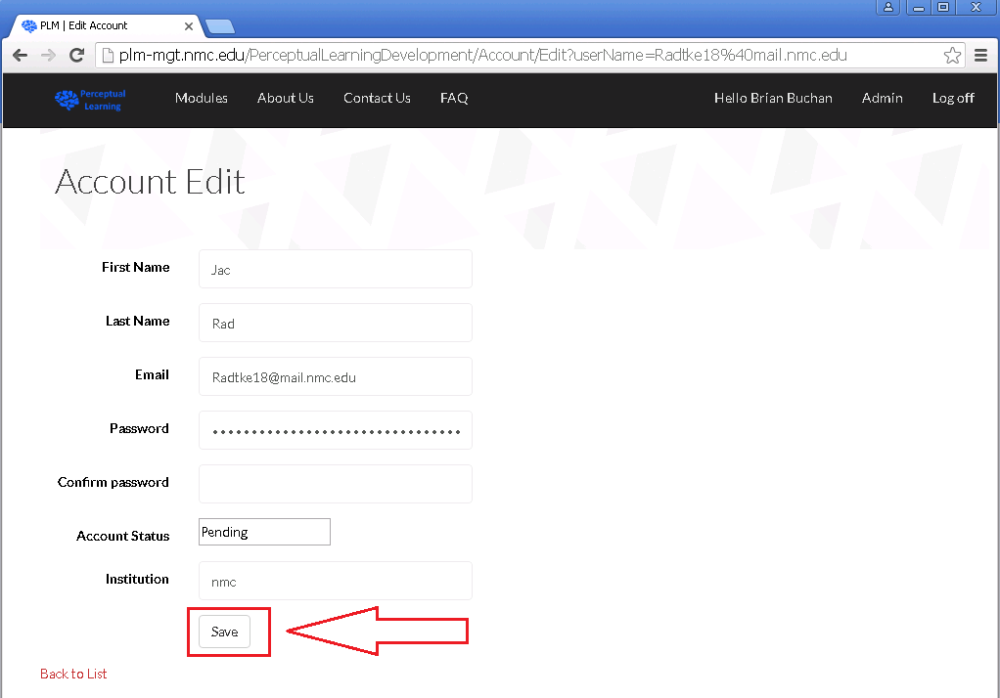 PLM | Edit Account
plm-mgt.nmc.edu/PerceptualLearningDevelopment/Account/Edit?userName=Radtke18%40mail.nmc.edu
Perceptual
Learning
Modules About Us Contact Us FAQ Hello Brian Buchan Admin Log off
Account Edit
First Name Jac
Last Name Rad
Email Radtke18@mail.nmc.edu
Password ••••••••••••••••••••••••••••••••
Confirm password
Account Status Pending
Institution nmc
Save
Back to List